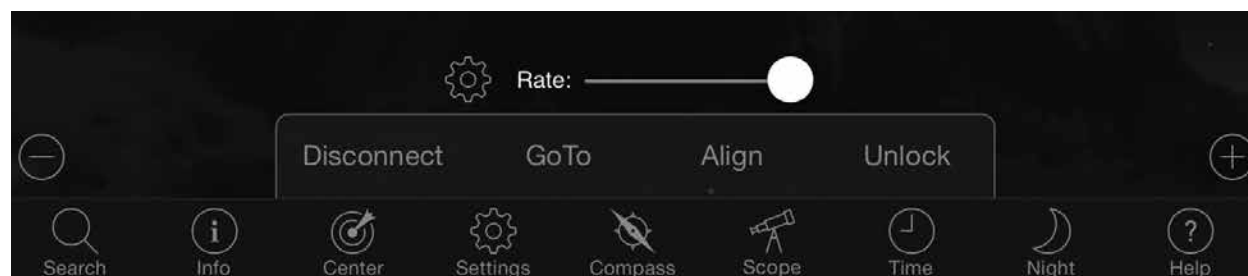 Rate:
Disconnect GoTo Align Unlock
Search Info Center Settings Compass Scope Time Night Help